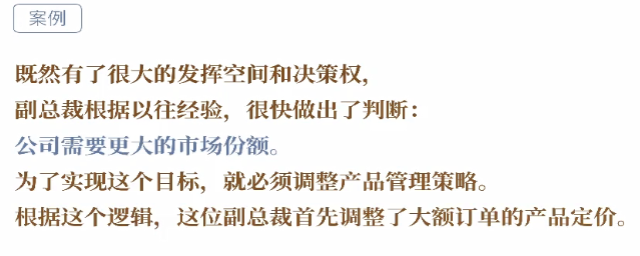 案例
既然有了很大的发挥空间和决策权，
副总裁根据以往经验，很快做出了判断：
公司需要更大的市场份额。
为了实现这个目标，就必须调整产品管理策略。
根据这个逻辑，这位副总裁首先调整了大额订单的产品定价。